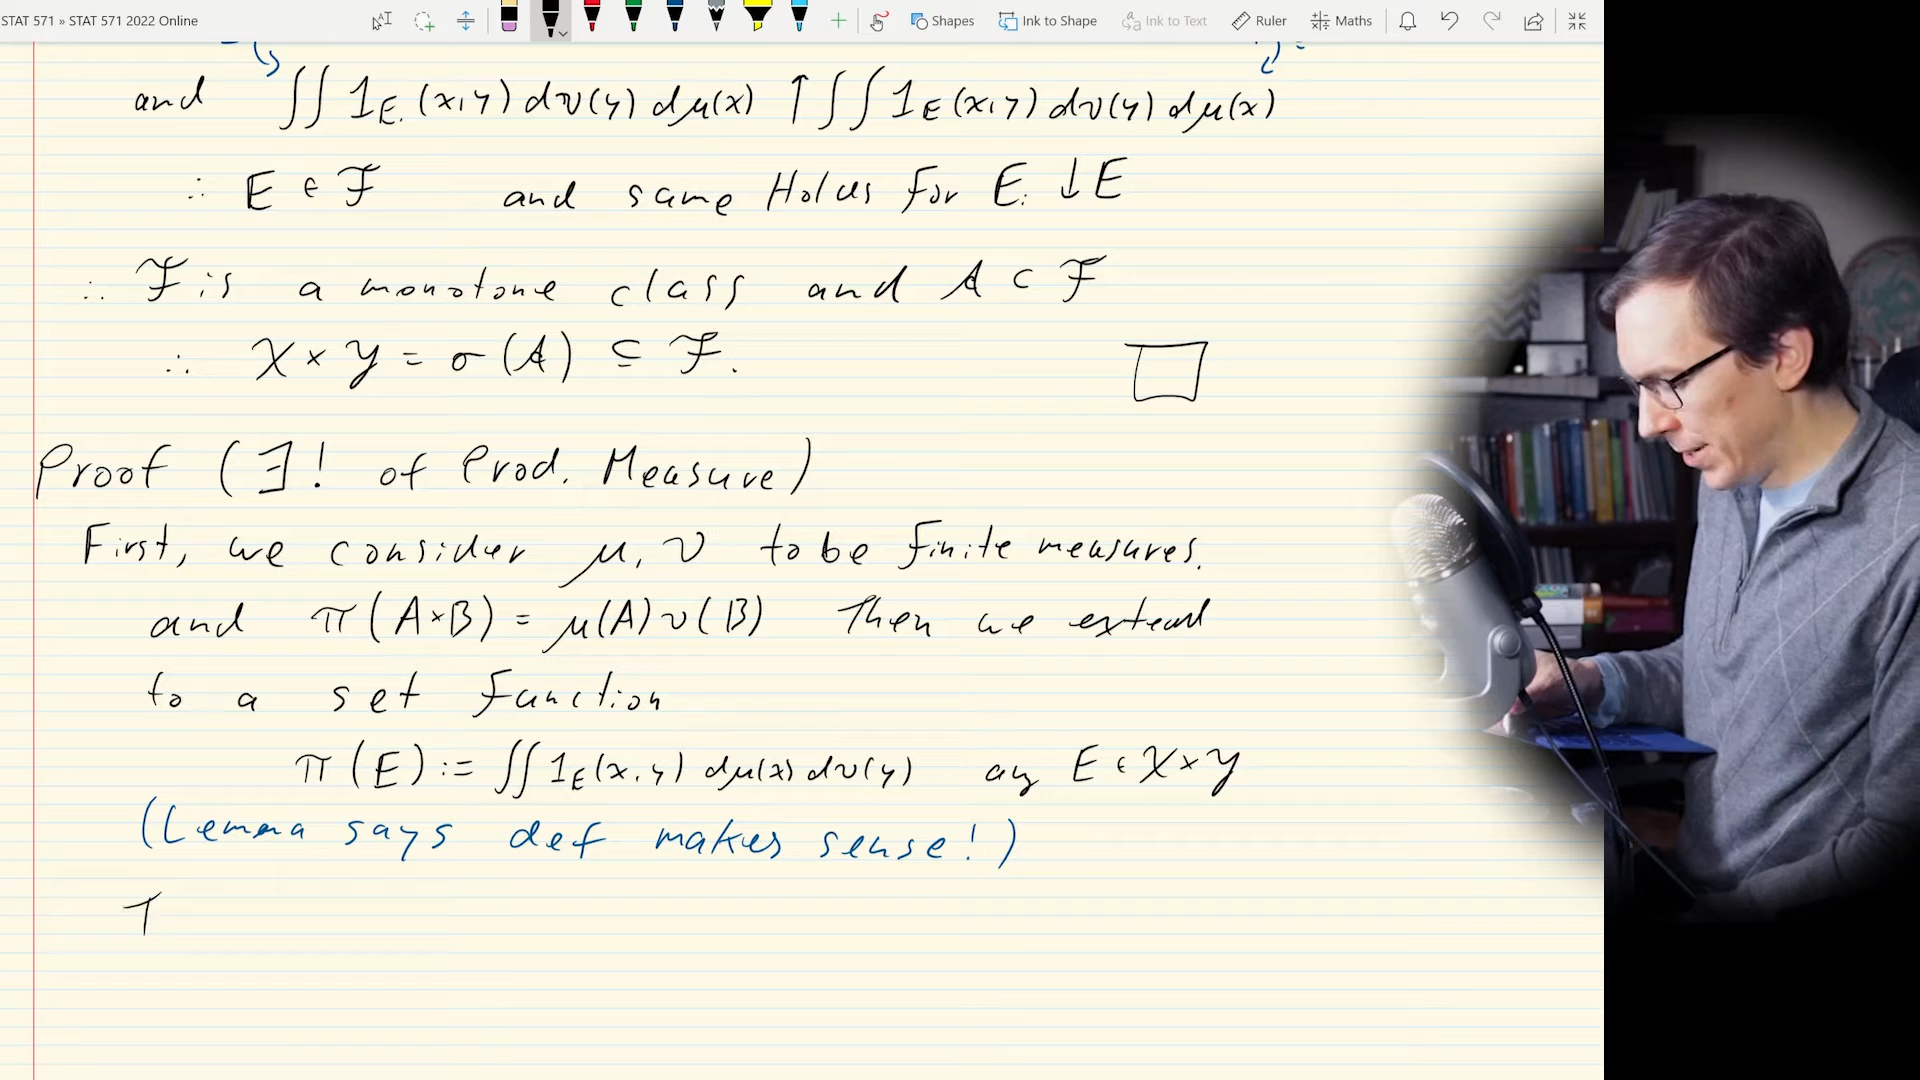 STAT 571 » STAT 571 2022 Online
Shapes Ink to Shape Ink to Text Ruler Maths
and ∫∫ 1_{E_i}(x,y) dν(y) dμ(x) ↑ ∫∫ 1_E(x,y) dν(y) dμ(x)
∴ E ∈ ℱ and same Holds for E_i ↓ E
∴ ℱ is a monotone class and 𝒜 ⊂ ℱ
∴ 𝒳 × 𝒴 = σ(𝒜) ⊆ ℱ.
Proof (∃! of Prod. Measure)
First, we consider μ, ν to be finite measures.
and π(A×B) = μ(A)ν(B) Then we extend
to a set function
π(E) := ∫∫ 1_E(x,y) dμ(x) dν(y) any E ∈ 𝒳×𝒴
(Lemma says def makes sense!)
T